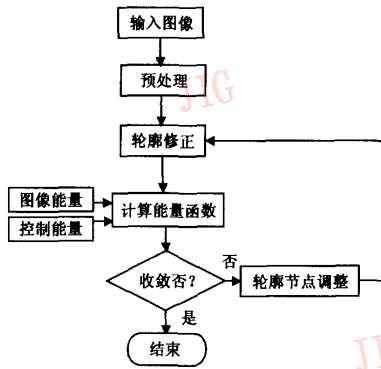 输入图像
预处理
JIG
轮廓修正
图像能量
控制能量
计算能量函数
收敛否?
否
轮廓节点调整
是
结束